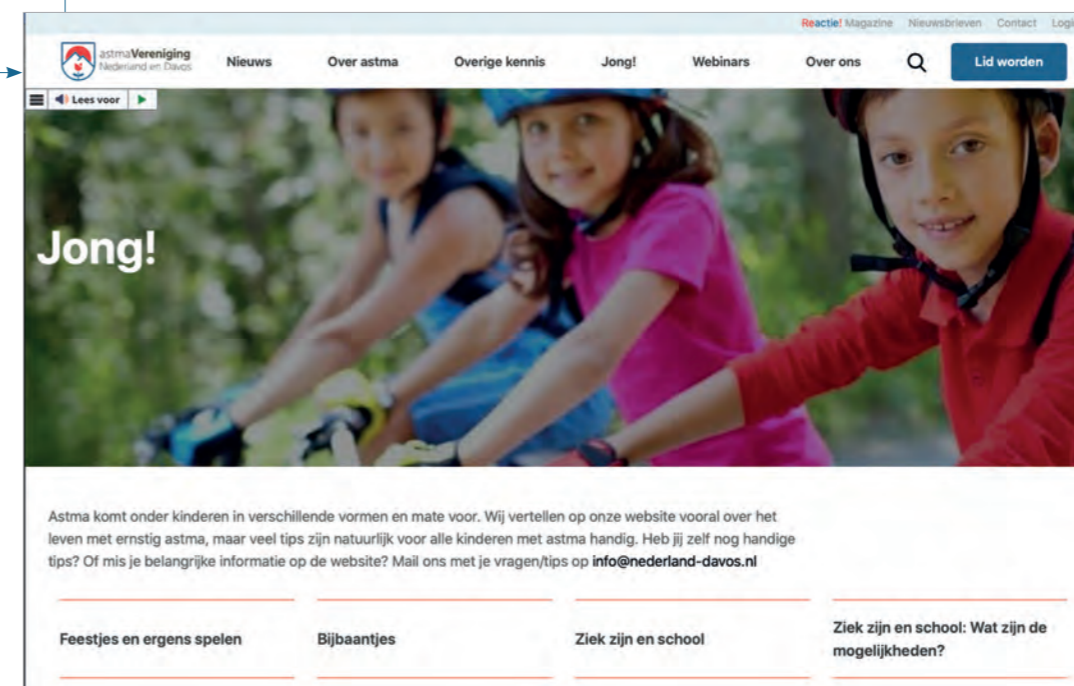 Reactie! Magazine Nieuwsbrieven Contact Login
astmaVereniging
Nederland en Davos
Nieuws Over astma Overige kennis Jong! Webinars Over ons Lid worden
Lees voor
Jong!
Astma komt onder kinderen in verschillende vormen en mate voor. Wij vertellen op onze website vooral over het
leven met ernstig astma, maar veel tips zijn natuurlijk voor alle kinderen met astma handig. Heb jij zelf nog handige
tips? Of mis je belangrijke informatie op de website? Mail ons met je vragen/tips op info@nederland-davos.nl
Feestjes en ergens spelen
Bijbaantjes
Ziek zijn en school
Ziek zijn en school: Wat zijn de
mogelijkheden?